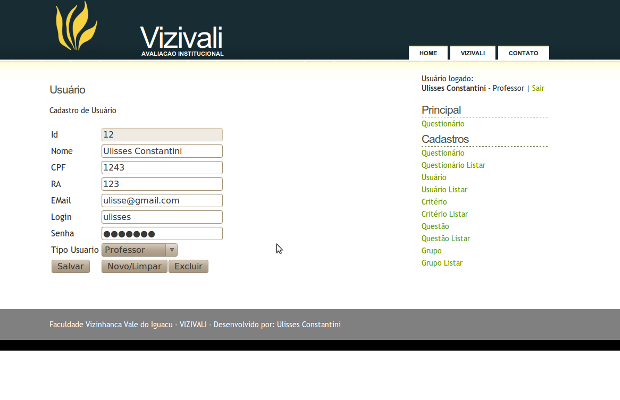 Vizivali
AVALIACAO INSTITUCIONAL
HOME VIZIVALI CONTATO
Usuário
Cadastro de Usuário
Id 12
Nome Ulisses Constantini
CPF 1243
RA 123
EMail ulisse@gmail.com
Login ulisses
Senha ●●●●●●●
Tipo Usuario Professor
Salvar Novo/Limpar Excluir
Usuário logado:
Ulisses Constantini - Professor | Sair
Principal
Questionário
Cadastros
Questionário
Questionário Listar
Usuário
Usuário Listar
Critério
Critério Listar
Questão
Questão Listar
Grupo
Grupo Listar
Faculdade Vizinhanca Vale do Iguacu - VIZIVALI - Desenvolvido por: Ulisses Constantini